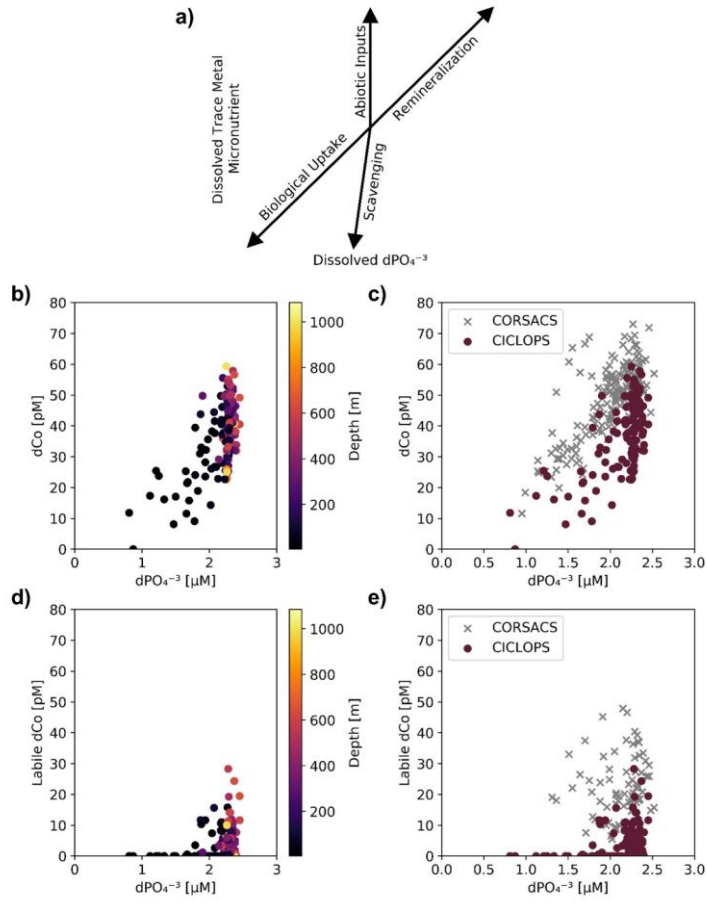 a)
Dissolved Trace Metal
Micronutrient
Abiotic Inputs
Remineralization
Biological Uptake
Scavenging
Dissolved dPO₄⁻³
b)
80
70
60
50
40
30
20
10
0
dCo [pM]
0
1
2
3
dPO₄⁻³ [µM]
1000
800
600
400
200
Depth [m]
c)
CORSACS
CICLOPS
80
70
60
50
40
30
20
10
0
0.0
0.5
1.0
1.5
2.0
2.5
3.0
dPO₄⁻³ [µM]
d)
80
70
60
50
40
30
20
10
0
Labile dCo [pM]
0
1
2
3
dPO₄⁻³ [µM]
1000
800
600
400
200
Depth [m]
e)
CORSACS
CICLOPS
80
70
60
50
40
30
20
10
0
0.0
0.5
1.0
1.5
2.0
2.5
3.0
dPO₄⁻³ [µM]